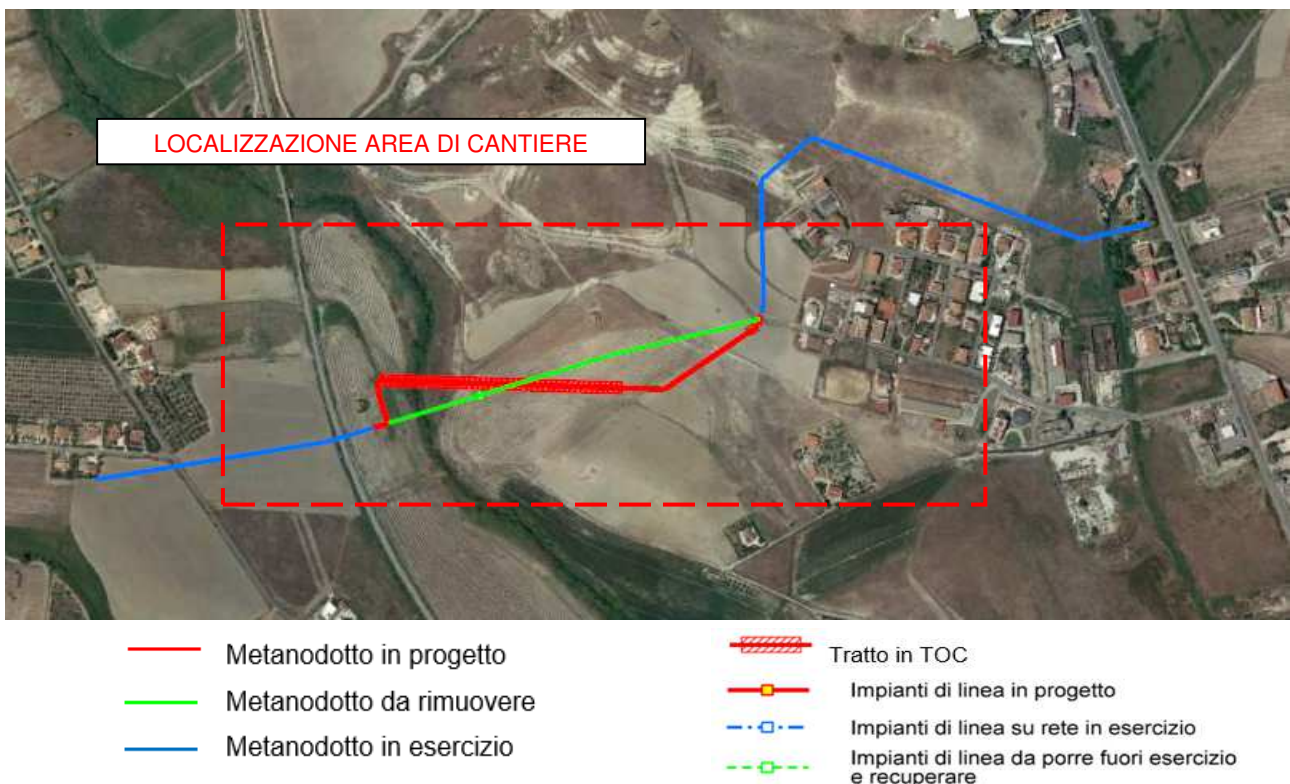 LOCALIZZAZIONE AREA DI CANTIERE
Metanodotto in progetto
Metanodotto da rimuovere
Metanodotto in esercizio
Tratto in TOC
Impianti di linea in progetto
Impianti di linea su rete in esercizio
Impianti di linea da porre fuori esercizio
e recuperare